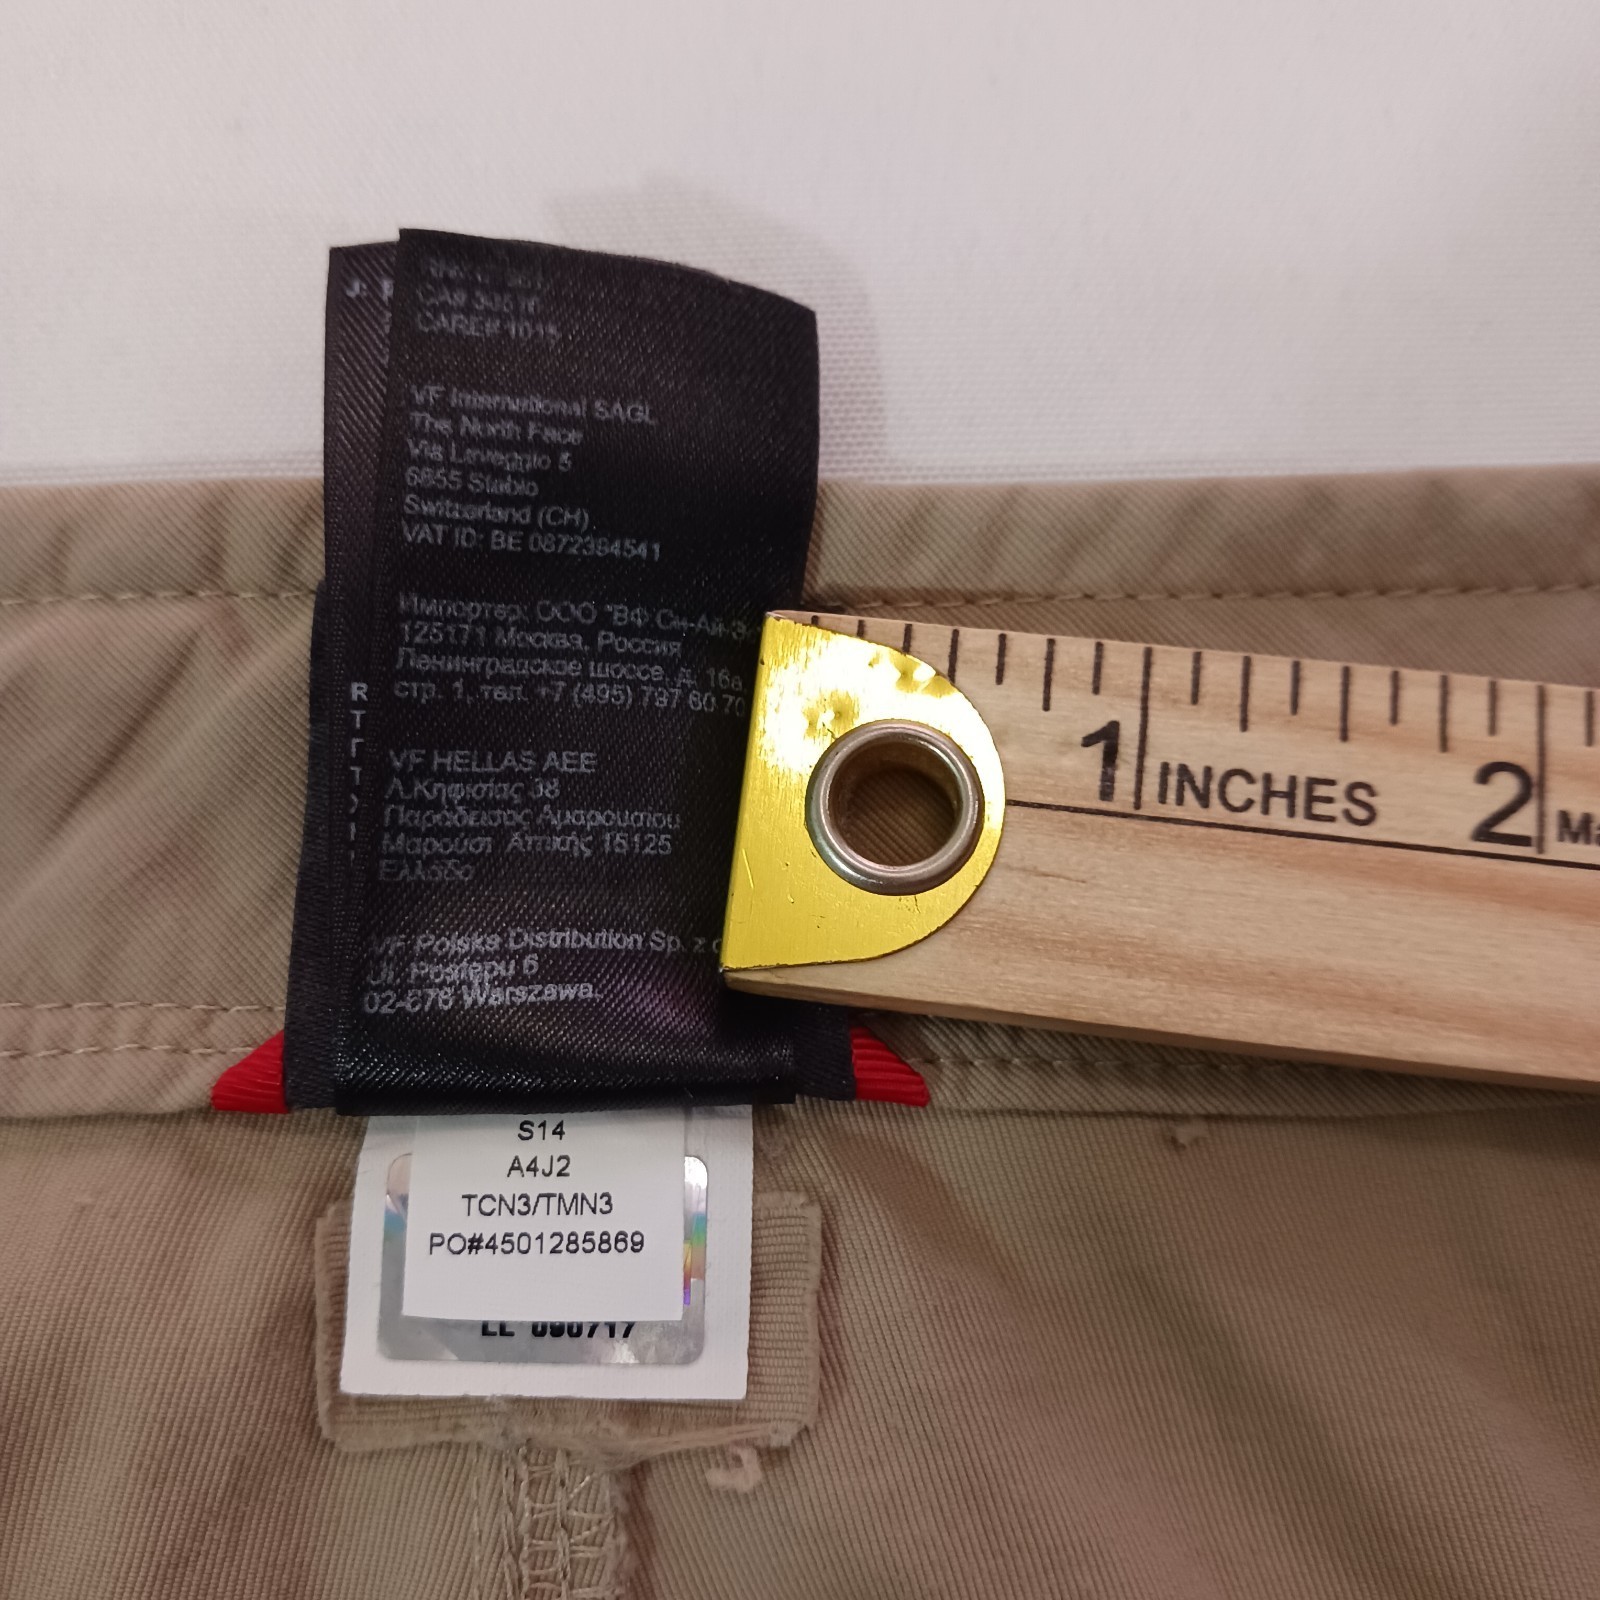 CARE# 1015
VF International SAGL
The North Face
Via Laveggio 5
6855 Stabio
Switzerland (CH)
VAT ID: BE 0872384541
Импортер: ООО "ВФ Си-Ай-Э
125171 Москва, Россия
Ленинградское шоссе, д. 16а,
стр. 1, тел. +7 (495) 797 60 70
VF HELLAS AEE
Λ.Κηφισίας 38
Παράδεισος Αμαρουσίου
Μαρούσι Αττικής 15125
Ελλάδα
VF Polska Distribution Sp. z o
Ul. Postępu 6
02-676 Warszawa,
S14
A4J2
TCN3/TMN3
PO#4501285869
LL 090717
1 INCHES 2